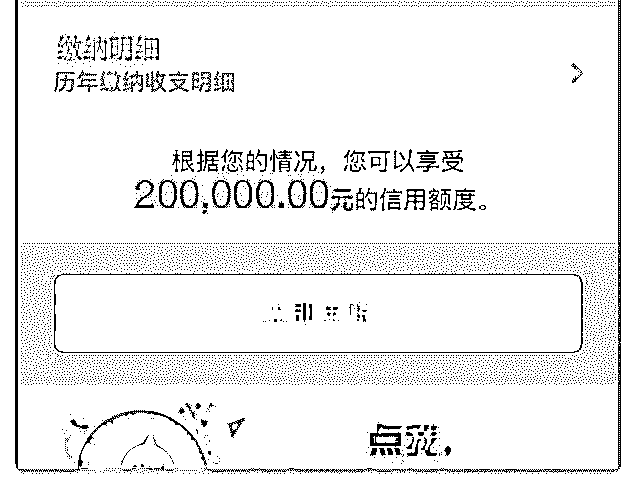 缴纳明细
历年缴纳收支明细
根据您的情况，您可以享受
200,000.00元的信用额度。
点我，